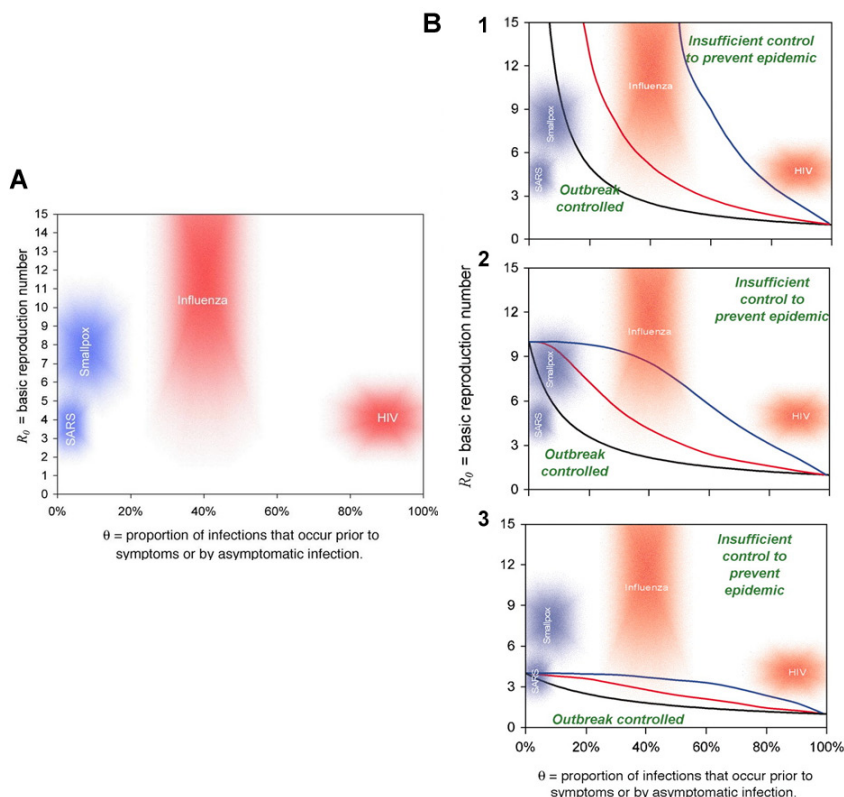 A
R0 = basic reproduction number
15
14
13
12
11
10
9
8
7
6
5
4
3
2
1
0
Smallpox
SARS
Influenza
HIV
0%
20%
40%
60%
80%
100%
θ = proportion of infections that occur prior to
symptoms or by asymptomatic infection.
B
R0 = basic reproduction number
1
15
12
9
6
3
0
Smallpox
SARS
Influenza
HIV
Insufficient control
to prevent epidemic
Outbreak
controlled
2
15
12
9
6
3
0
Smallpox
SARS
Influenza
HIV
Insufficient
control to
prevent epidemic
Outbreak
controlled
3
15
12
9
6
3
0
Smallpox
SARS
Influenza
HIV
Insufficient
control to
prevent
epidemic
Outbreak controlled
0%
20%
40%
60%
80%
100%
θ = proportion of infections that occur prior to
symptoms or by asymptomatic infection.